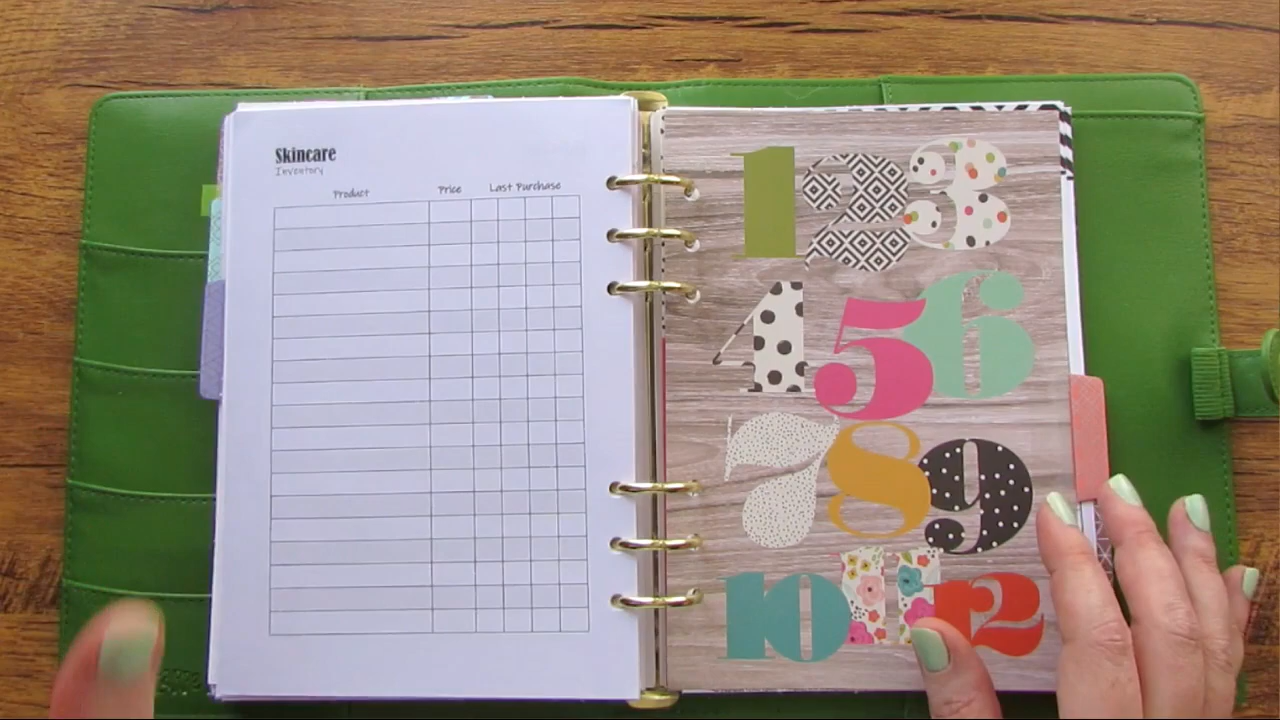 Skincare
Inventory
Product Price Last Purchase
1 2 3
4 5 6
7 8 9
10 11 12